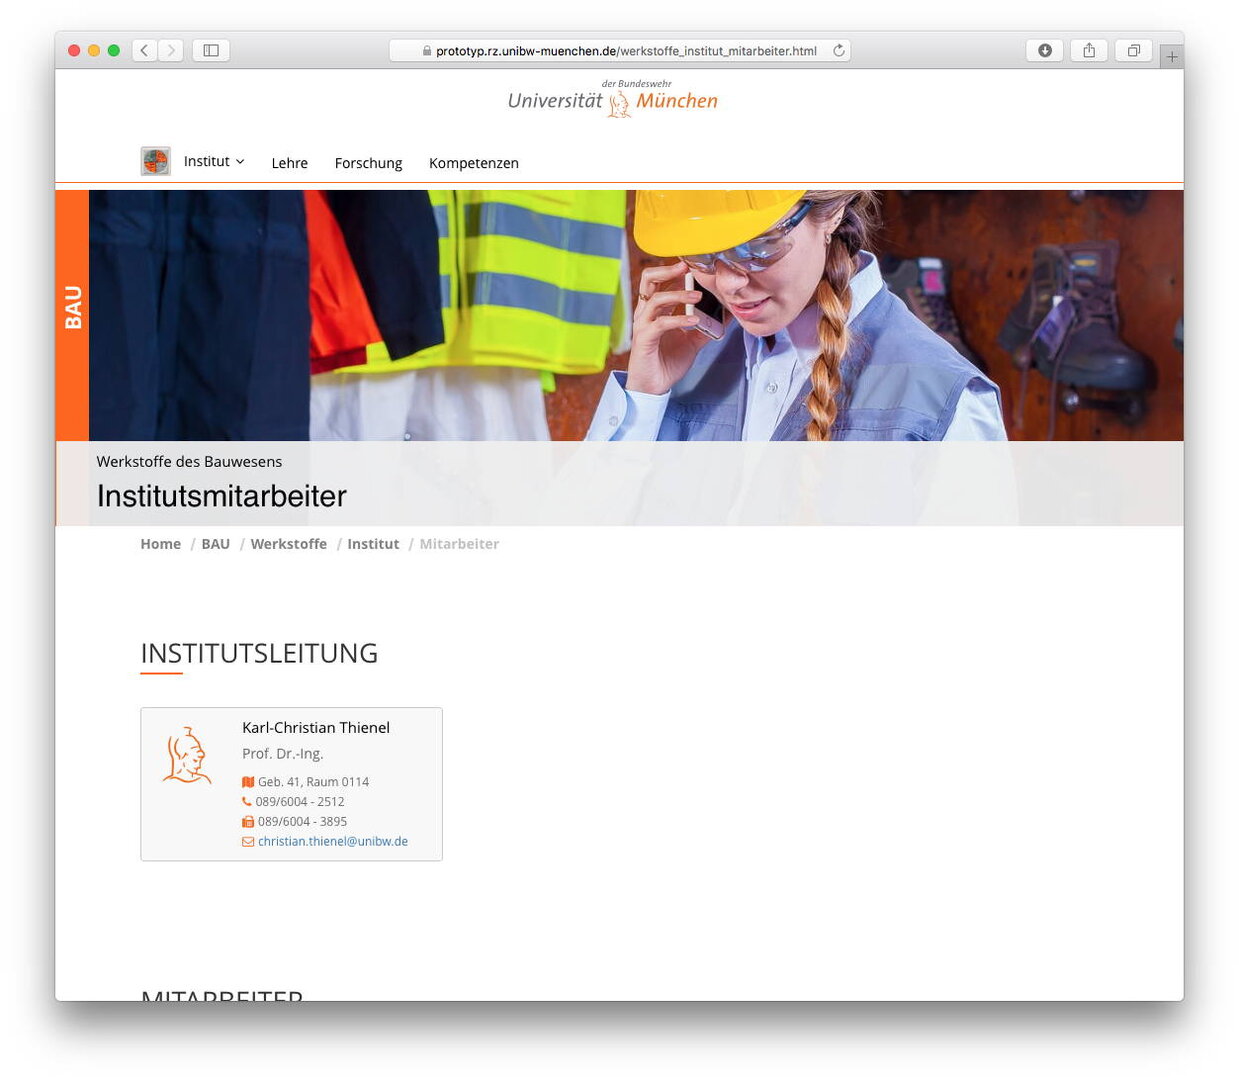 prototyp.rz.unibw-muenchen.de/werkstoffe_institut_mitarbeiter.html
der Bundeswehr
Universität München
Institut Lehre Forschung Kompetenzen
BAU
Werkstoffe des Bauwesens
Institutsmitarbeiter
Home / BAU / Werkstoffe / Institut / Mitarbeiter
INSTITUTSLEITUNG
Karl-Christian Thienel
Prof. Dr.-Ing.
Geb. 41, Raum 0114
089/6004 - 2512
089/6004 - 3895
christian.thienel@unibw.de
MITARBEITER